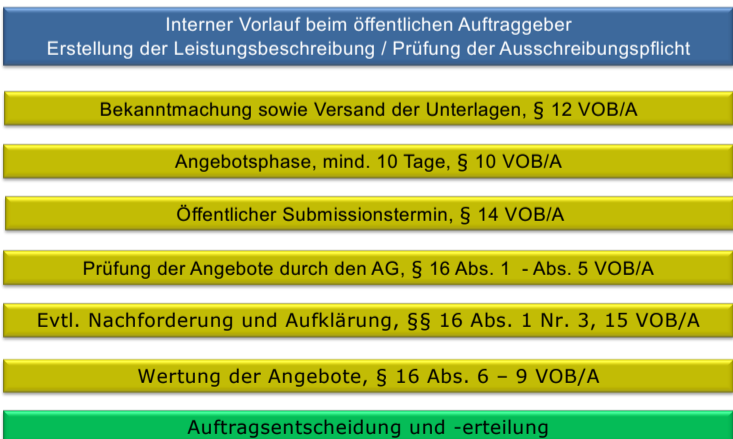 Interner Vorlauf beim öffentlichen Auftraggeber
Erstellung der Leistungsbeschreibung / Prüfung der Ausschreibungspflicht
Bekanntmachung sowie Versand der Unterlagen, § 12 VOB/A
Angebotsphase, mind. 10 Tage, § 10 VOB/A
Öffentlicher Submissionstermin, § 14 VOB/A
Prüfung der Angebote durch den AG, § 16 Abs. 1 - Abs. 5 VOB/A
Evtl. Nachforderung und Aufklärung, §§ 16 Abs. 1 Nr. 3, 15 VOB/A
Wertung der Angebote, § 16 Abs. 6 – 9 VOB/A
Auftragsentscheidung und -erteilung